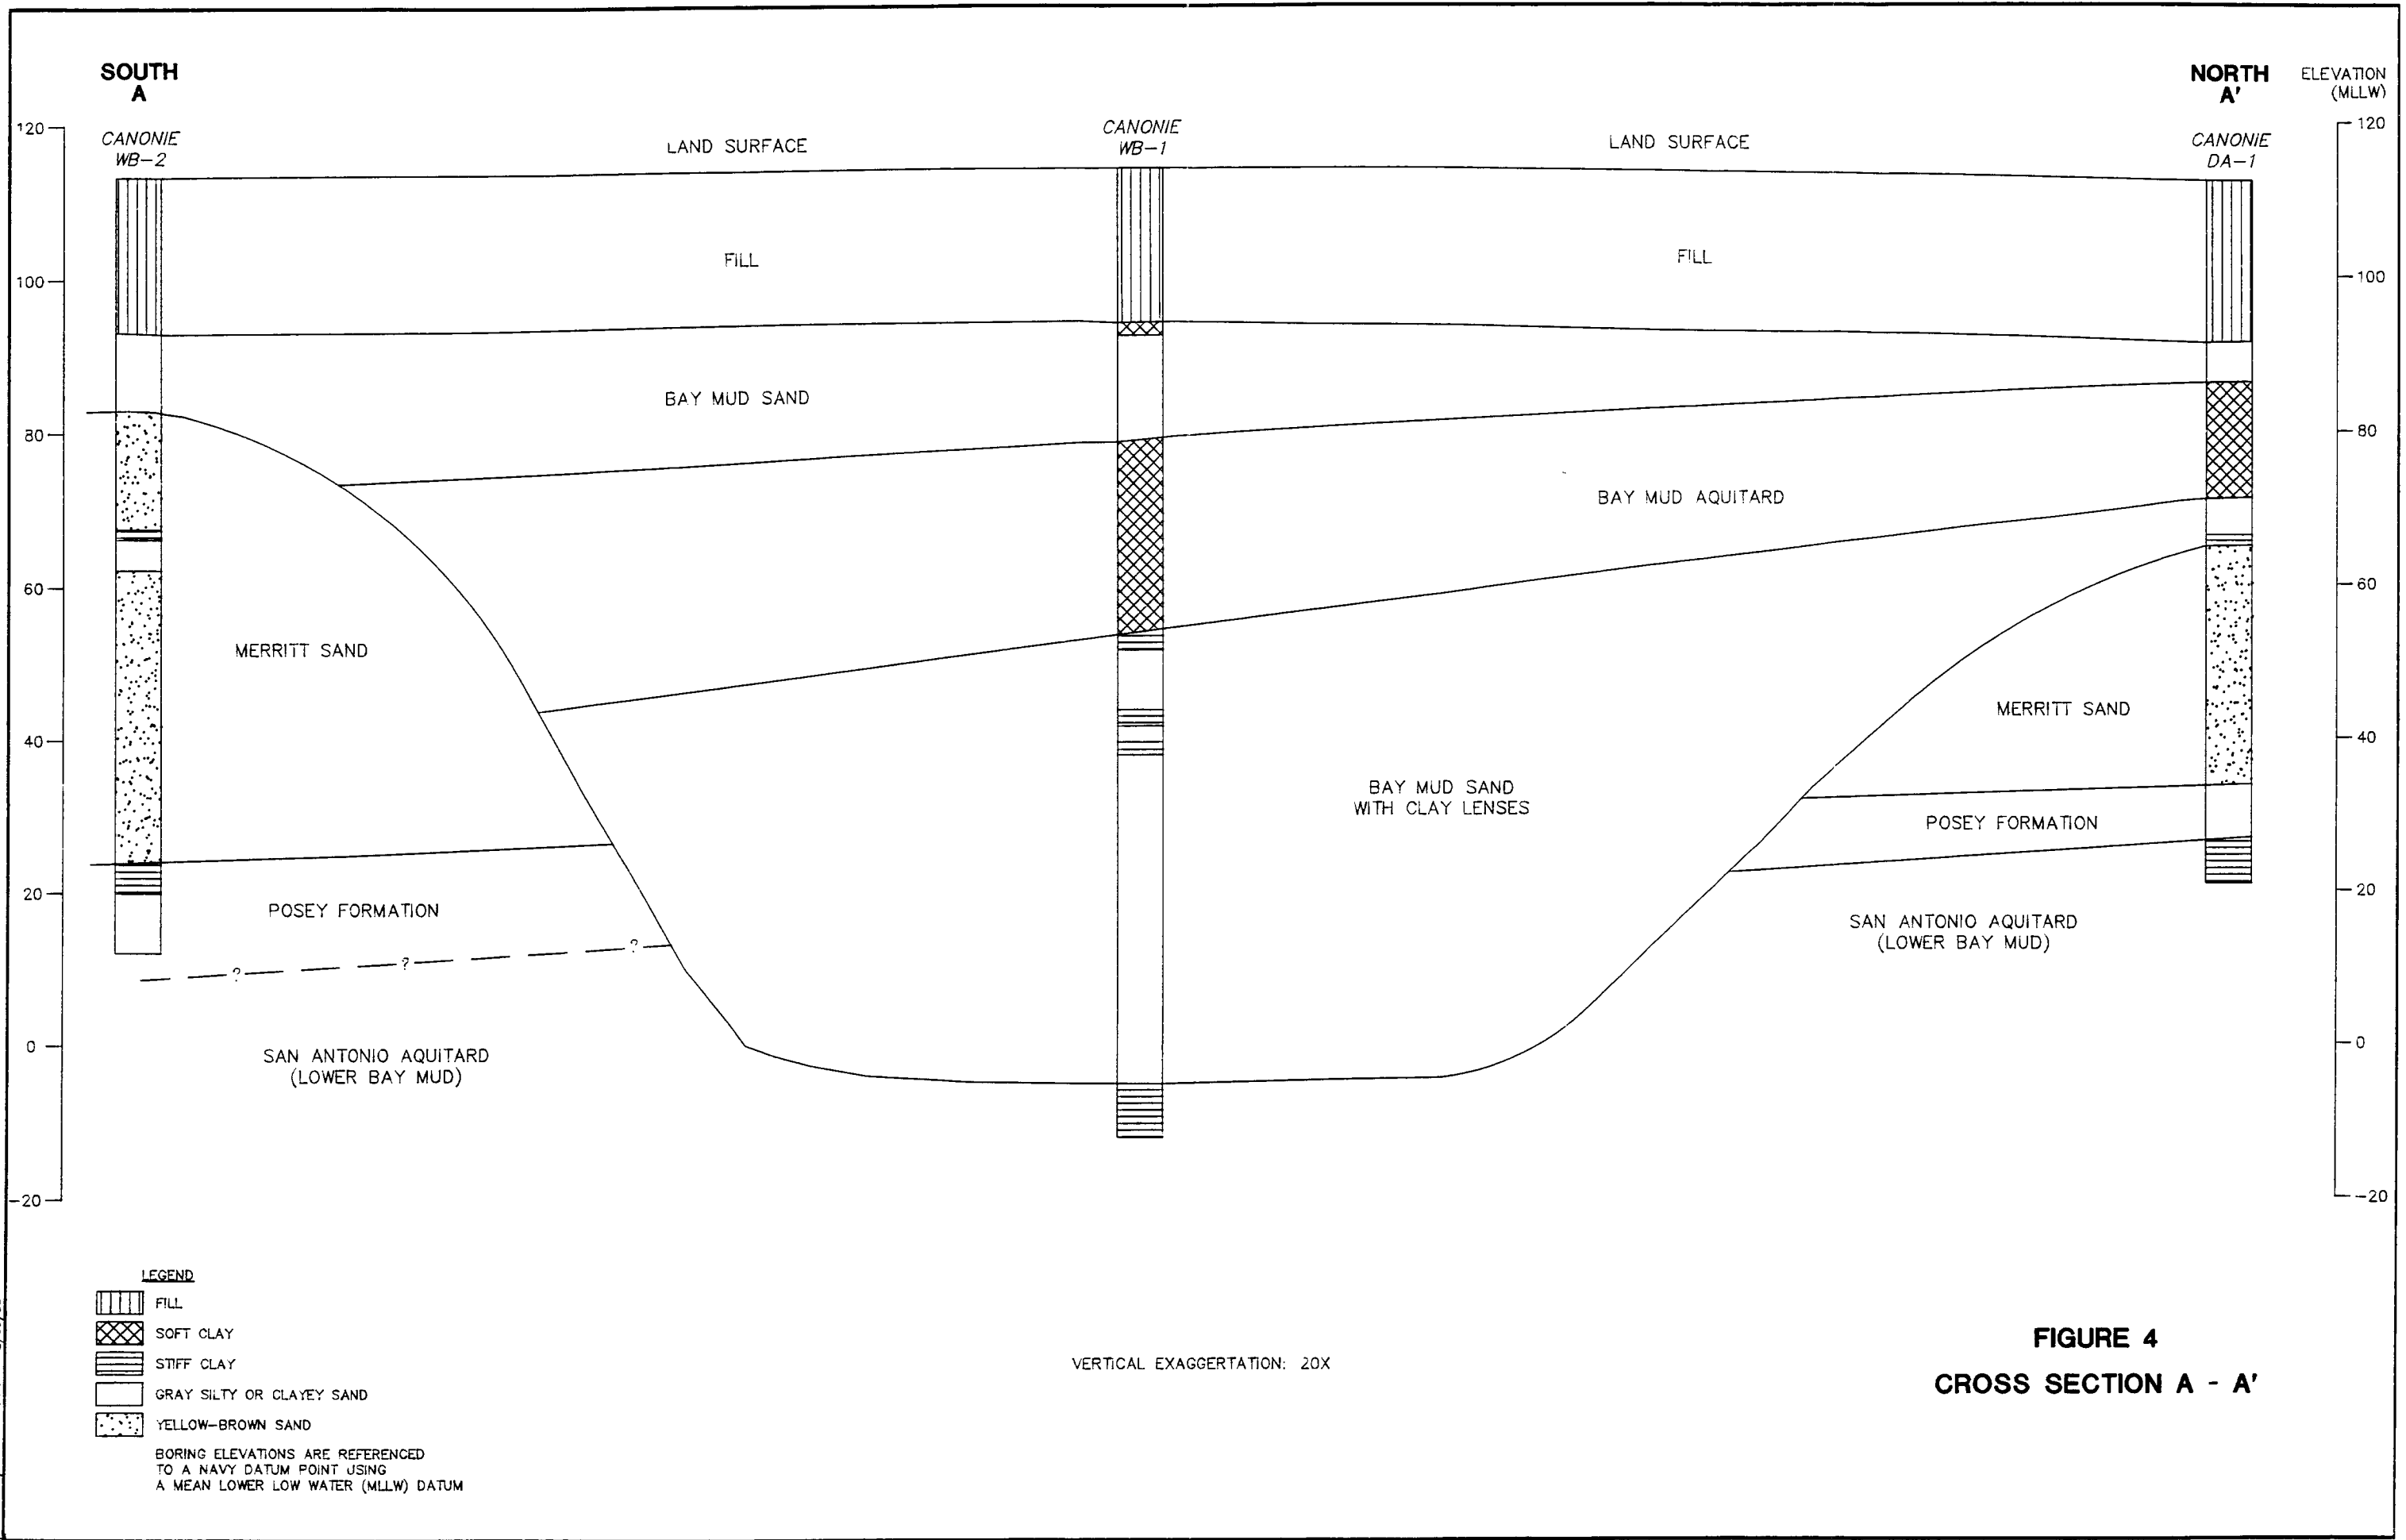 SOUTH
A
NORTH
A'
ELEVATION
(MLLW)
CANONIE
WB-2
LAND SURFACE
CANONIE
WB-1
LAND SURFACE
CANONIE
DA-1
120
100
80
60
40
20
0
-20
120
100
80
60
40
20
0
-20
FILL
FILL
BAY MUD SAND
BAY MUD AQUITARD
MERRITT SAND
MERRITT SAND
BAY MUD SAND
WITH CLAY LENSES
POSEY FORMATION
POSEY FORMATION
? ? ?
SAN ANTONIO AQUITARD
(LOWER BAY MUD)
SAN ANTONIO AQUITARD
(LOWER BAY MUD)
LEGEND
FILL
SOFT CLAY
STIFF CLAY
GRAY SILTY OR CLAYEY SAND
YELLOW-BROWN SAND
BORING ELEVATIONS ARE REFERENCED
TO A NAVY DATUM POINT USING
A MEAN LOWER LOW WATER (MLLW) DATUM
VERTICAL EXAGGERTATION: 20X
FIGURE 4
CROSS SECTION A - A'